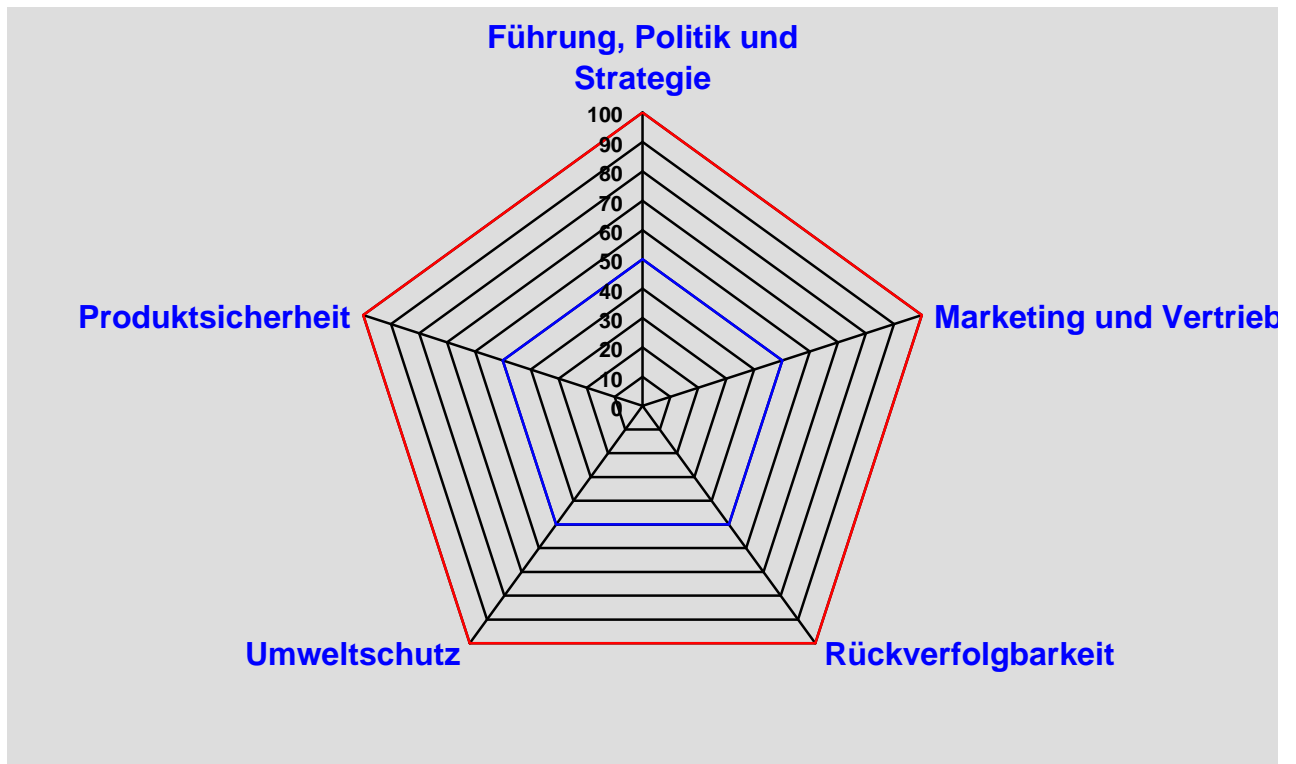 Führung, Politik und
Strategie
100
90
80
70
60
50
40
30
20
10
0
Produktsicherheit
Marketing und Vertrieb
Umweltschutz
Rückverfolgbarkeit